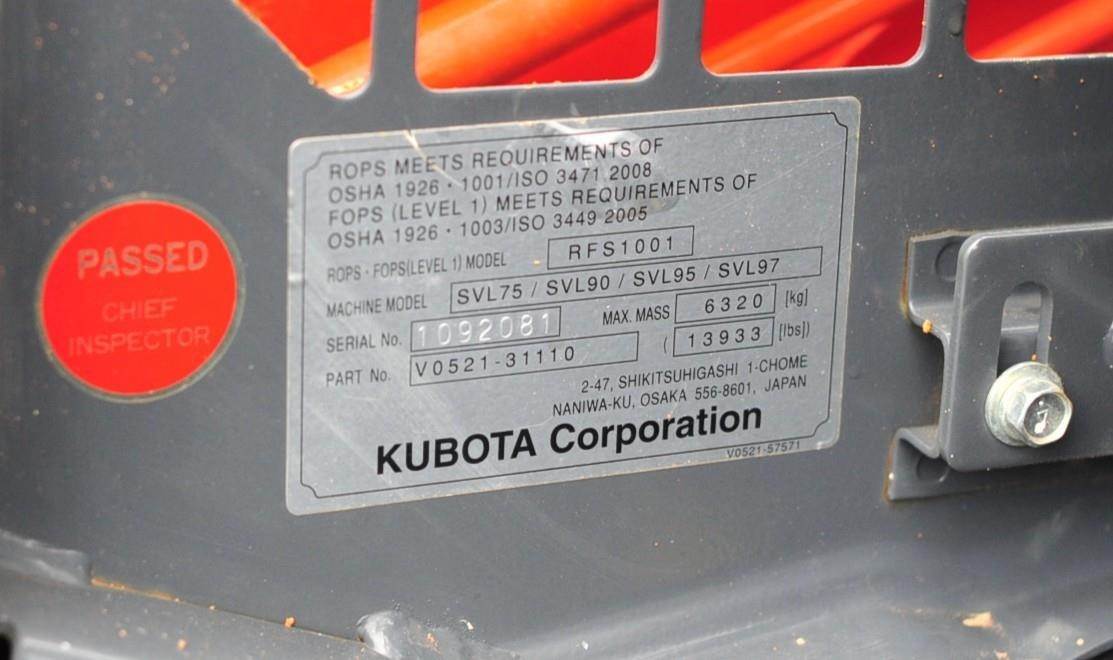 PASSED
CHIEF
INSPECTOR
ROPS MEETS REQUIREMENTS OF
OSHA 1926・1001/ISO 3471 2008
FOPS (LEVEL 1) MEETS REQUIREMENTS OF
OSHA 1926・1003/ISO 3449 2005
ROPS・FOPS(LEVEL 1) MODEL RFS1001
MACHINE MODEL SVL75 / SVL90 / SVL95 / SVL97
SERIAL No. 1092081 MAX. MASS 6320 [kg]
PART No. V0521-31110 ( 13933 [lbs])
2-47, SHIKITSUHIGASHI 1-CHOME
NANIWA-KU, OSAKA 556-8601, JAPAN
KUBOTA Corporation
V0521-57571
7